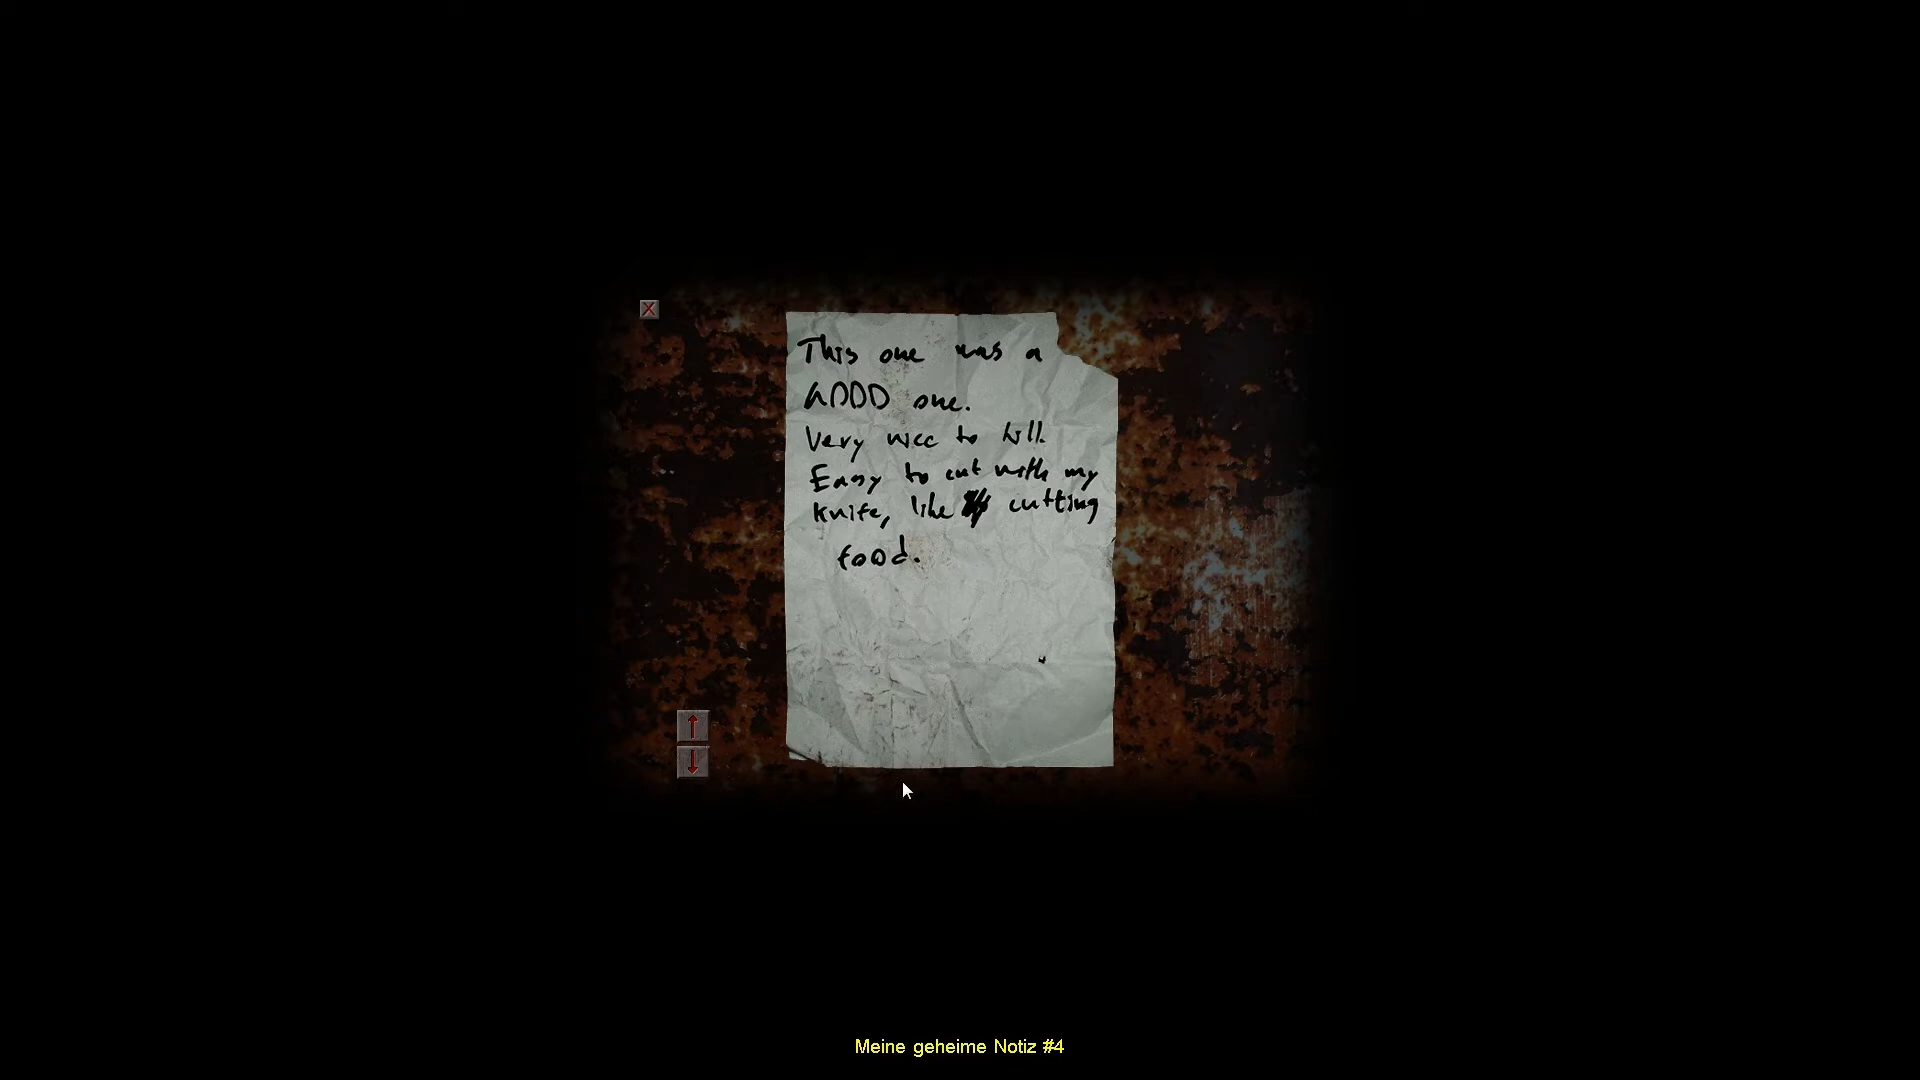 This one was a
GOOD one.
Very nice to kill.
Easy to cut with my
knife, like cutting
food.
Meine geheime Notiz #4